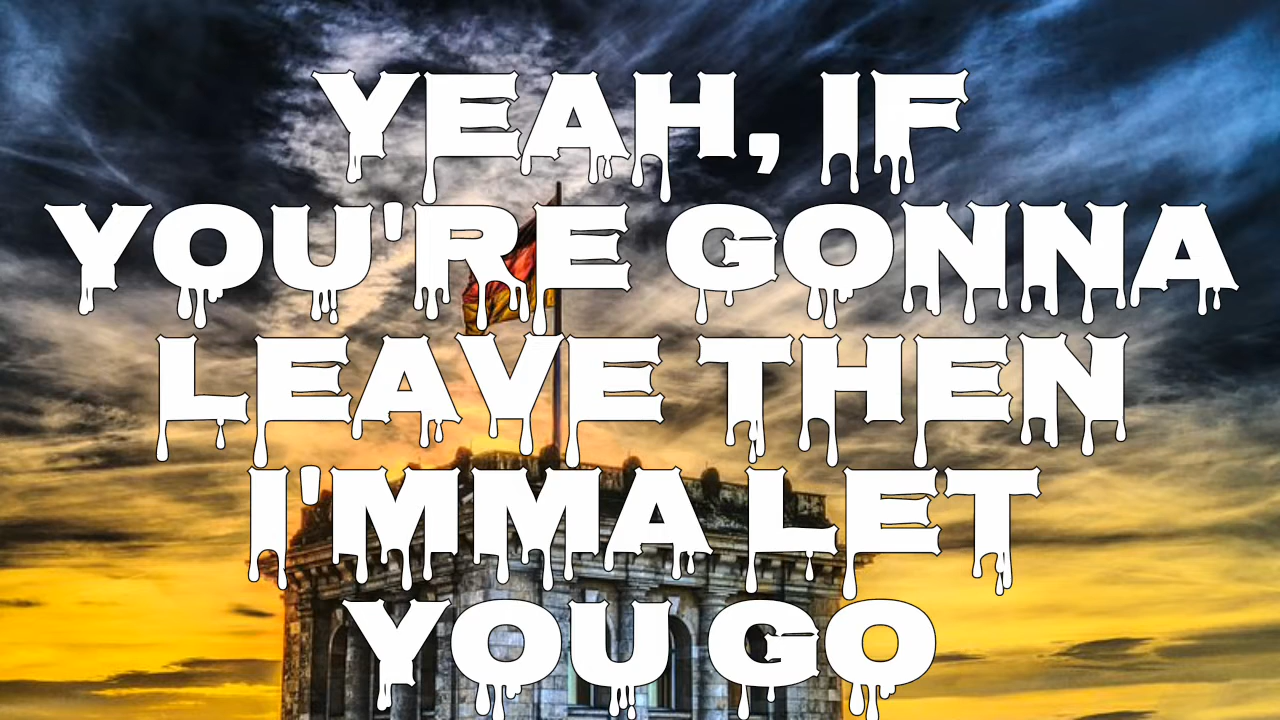 YEAH, IF
YOU'RE GONNA
LEAVE THEN
I'MMA LET
YOU GO